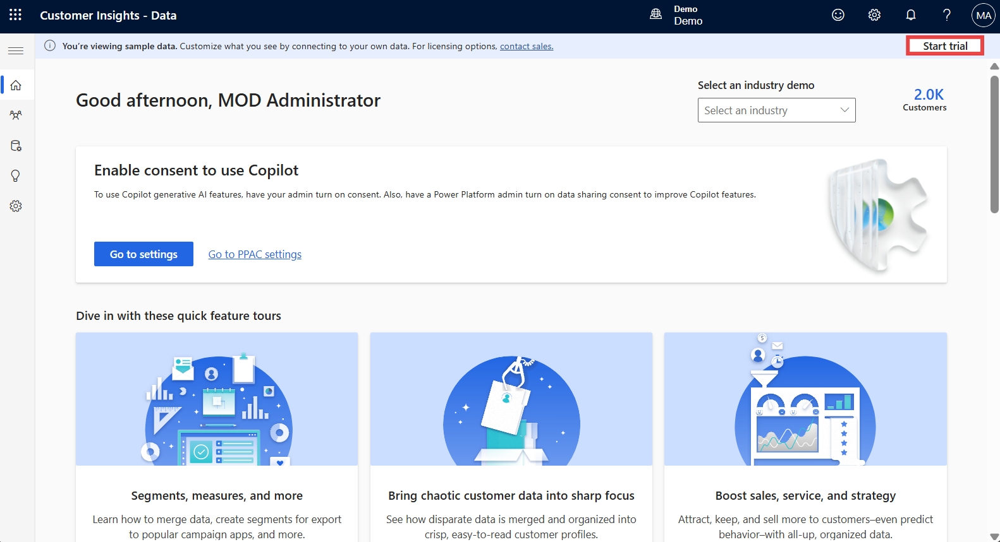 Customer Insights - Data
Demo
Demo
MA
You're viewing sample data. Customize what you see by connecting to your own data. For licensing options, contact sales.
Start trial
Good afternoon, MOD Administrator
Select an industry demo
Select an industry
2.0K
Customers
Enable consent to use Copilot
To use Copilot generative AI features, have your admin turn on consent. Also, have a Power Platform admin turn on data sharing consent to improve Copilot features.
Go to settings
Go to PPAC settings
Dive in with these quick feature tours
Segments, measures, and more
Learn how to merge data, create segments for export
to popular campaign apps, and more.
Bring chaotic customer data into sharp focus
See how disparate data is merged and organized into
crisp, easy-to-read customer profiles.
Boost sales, service, and strategy
Attract, keep, and sell more to customers–even predict
behavior–with all-up, organized data.